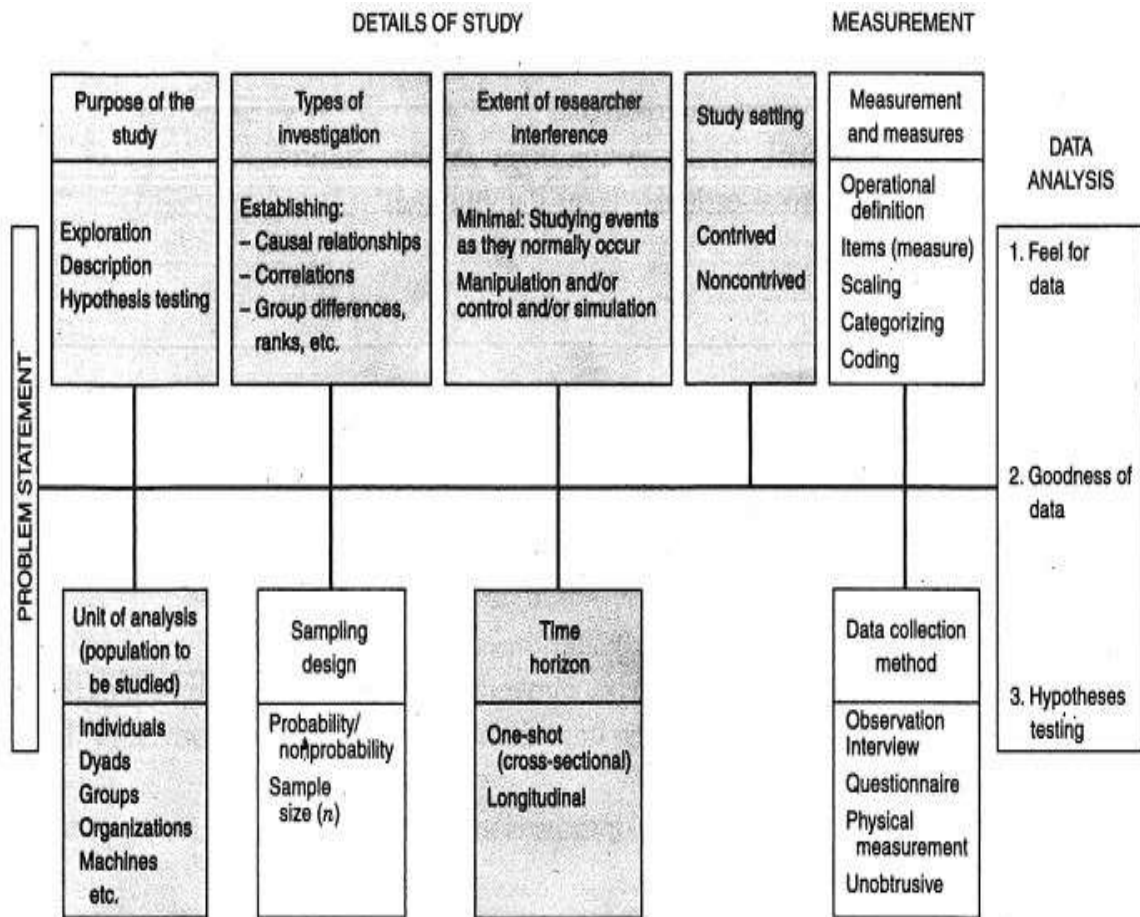 DETAILS OF STUDY
MEASUREMENT
Purpose of the
study
Exploration
Description
Hypothesis testing
Types of
investigation
Establishing:
– Causal relationships
– Correlations
– Group differences,
ranks, etc.
Extent of researcher
interference
Minimal: Studying events
as they normally occur
Manipulation and/or
control and/or simulation
Study setting
Contrived
Noncontrived
Measurement
and measures
Operational
definition
Items (measure)
Scaling
Categorizing
Coding
DATA
ANALYSIS
1. Feel for
data
2. Goodness of
data
3. Hypotheses
testing
PROBLEM STATEMENT
Unit of analysis
(population to
be studied)
Individuals
Dyads
Groups
Organizations
Machines
etc.
Sampling
design
Probability/
nonprobability
Sample
size (n)
Time
horizon
One-shot
(cross-sectional)
Longitudinal
Data collection
method
Observation
Interview
Questionnaire
Physical
measurement
Unobtrusive